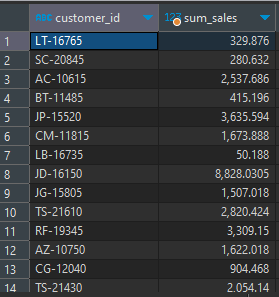 abc customer_id 123 sum_sales
1 LT-16765 329.876
2 SC-20845 280.632
3 AC-10615 2,537.686
4 BT-11485 415.196
5 JP-15520 3,635.594
6 CM-11815 1,673.888
7 LB-16735 50.188
8 JD-16150 8,828.0305
9 JG-15805 1,507.018
10 TS-21610 2,820.424
11 RF-19345 3,309.15
12 AZ-10750 1,622.018
13 CG-12040 904.468
14 TS-21430 2,054.14